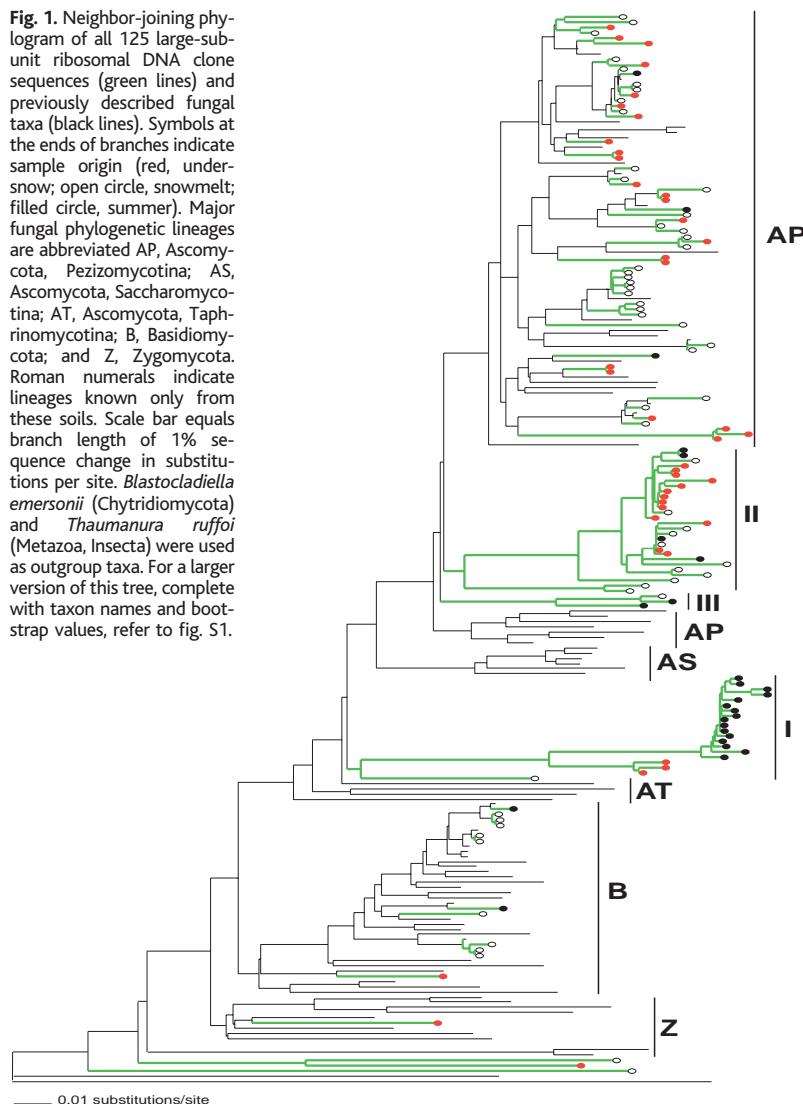 Fig. 1. Neighbor-joining phy-
logram of all 125 large-sub-
unit ribosomal DNA clone
sequences (green lines) and
previously described fungal
taxa (black lines). Symbols at
the ends of branches indicate
sample origin (red, under-
snow; open circle, snowmelt;
filled circle, summer). Major
fungal phylogenetic lineages
are abbreviated AP, Ascomy-
cota, Pezizomycotina; AS,
Ascomycota, Saccharomyco-
tina; AT, Ascomycota, Taph-
rinomycotina; B, Basidiomy-
cota; and Z, Zygomycota.
Roman numerals indicate
lineages known only from
these soils. Scale bar equals
branch length of 1% se-
quence change in substitu-
tions per site. Blastocladiella
emersonii (Chytridiomycota)
and Thaumanura ruffoi
(Metazoa, Insecta) were used
as outgroup taxa. For a larger
version of this tree, complete
with taxon names and boot-
strap values, refer to fig. S1.
AP
II
III
AP
AS
I
AT
B
Z
0.01 substitutions/site